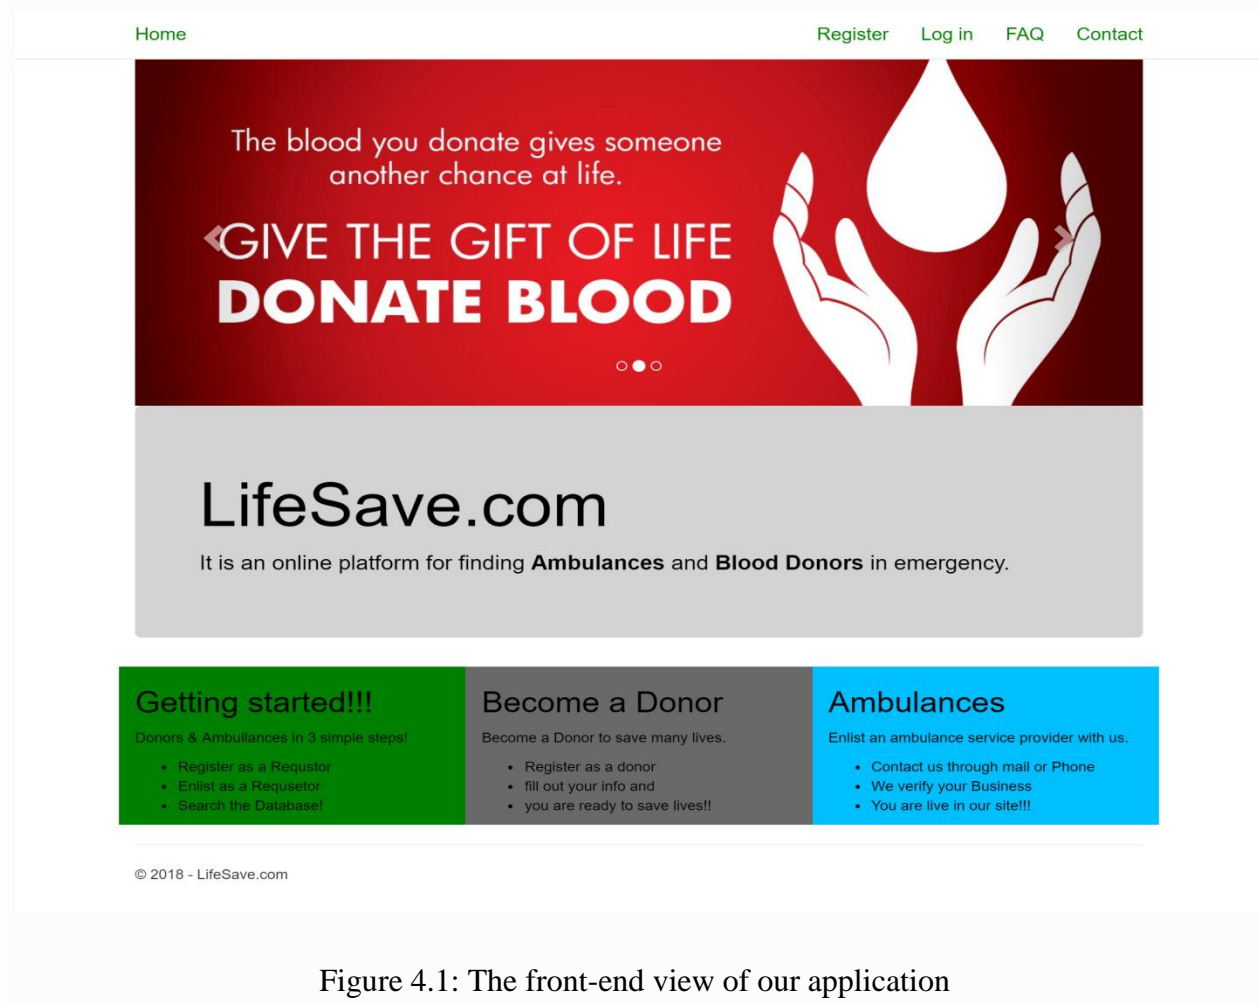 Home
Register Log in FAQ Contact
The blood you donate gives someone
another chance at life.
GIVE THE GIFT OF LIFE
DONATE BLOOD
LifeSave.com
It is an online platform for finding Ambulances and Blood Donors in emergency.
Getting started!!!
Donors & Ambullances in 3 simple steps!
• Register as a Requstor
• Enlist as a Requsetor
• Search the Database!
Become a Donor
Become a Donor to save many lives.
• Register as a donor
• fill out your info and
• you are ready to save lives!!
Ambulances
Enlist an ambulance service provider with us.
• Contact us through mail or Phone
• We verify your Business
• You are live in our site!!!
© 2018 - LifeSave.com
Figure 4.1: The front-end view of our application